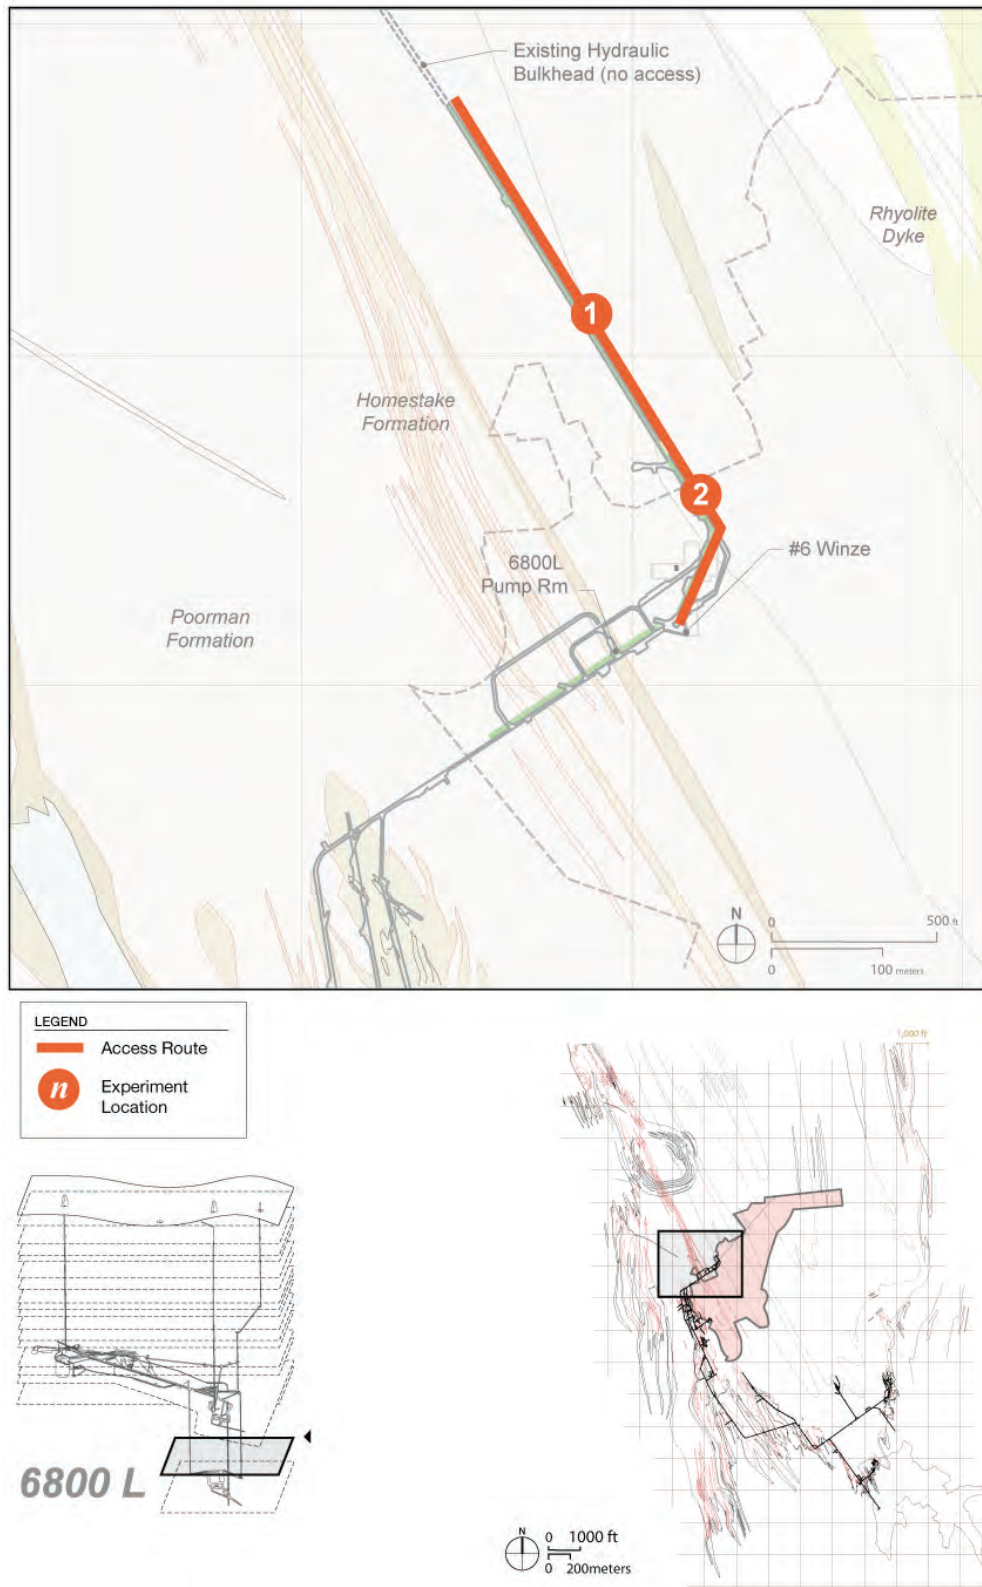 Existing Hydraulic
Bulkhead (no access)
Rhyolite
Dyke
1
Homestake
Formation
2
#6 Winze
6800L
Pump Rm
Poorman
Formation
N
0
500 ft
0
100 meters
LEGEND
Access Route
n
Experiment
Location
1,000 ft
6800 L
N
0 1000 ft
0 200meters